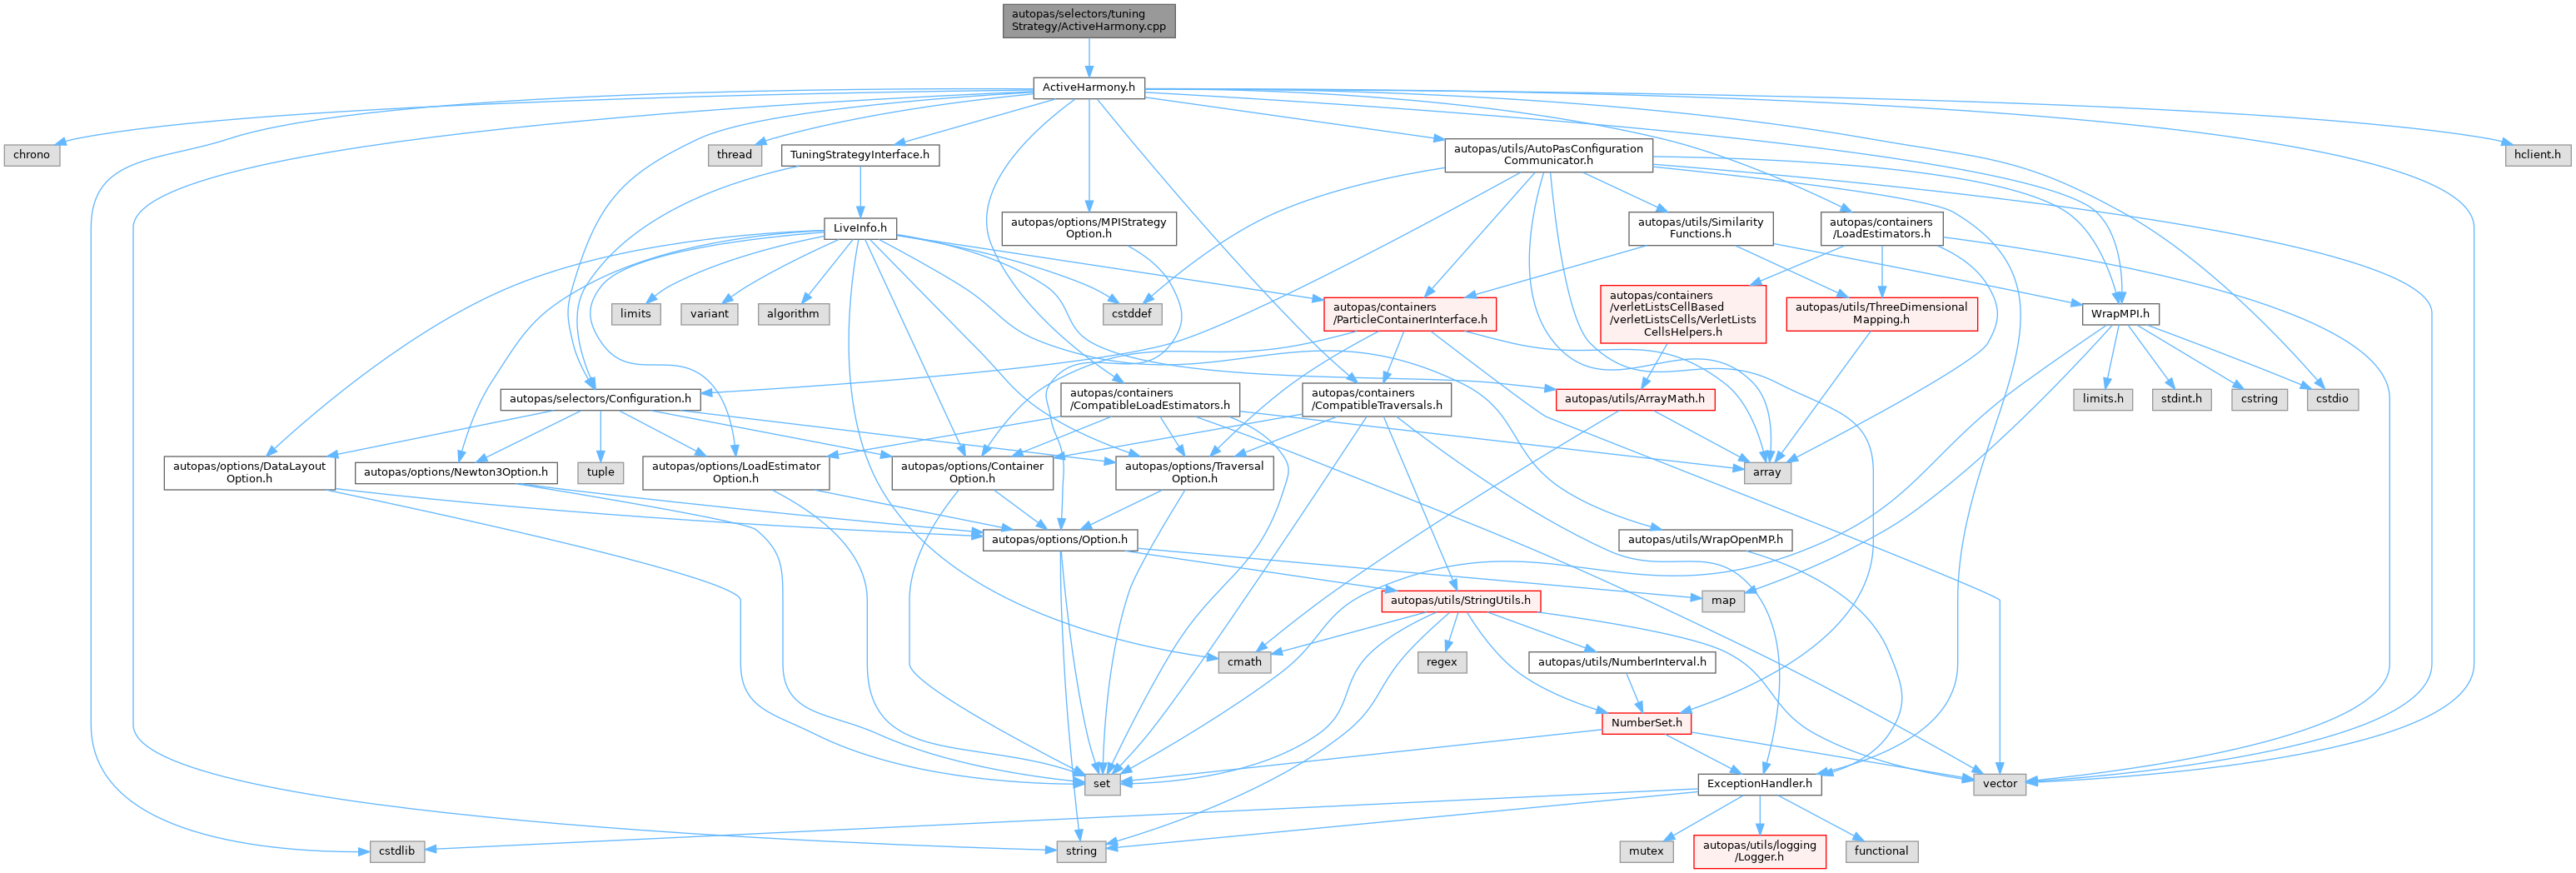 autopas/selectors/tuning
Strategy/ActiveHarmony.cpp
ActiveHarmony.h
chrono
thread
TuningStrategyInterface.h
autopas/utils/AutoPasConfiguration
Communicator.h
hclient.h
LiveInfo.h
autopas/options/MPIStrategy
Option.h
autopas/utils/Similarity
Functions.h
autopas/containers
/LoadEstimators.h
limits
variant
algorithm
cstddef
autopas/containers
/ParticleContainerInterface.h
autopas/containers
/verletListsCellBased
/verletListsCells/VerletLists
CellsHelpers.h
autopas/utils/ThreeDimensional
Mapping.h
WrapMPI.h
autopas/selectors/Configuration.h
autopas/containers
/CompatibleLoadEstimators.h
autopas/containers
/CompatibleTraversals.h
autopas/utils/ArrayMath.h
limits.h
stdint.h
cstring
cstdio
autopas/options/DataLayout
Option.h
autopas/options/Newton3Option.h
tuple
autopas/options/LoadEstimator
Option.h
autopas/options/Container
Option.h
autopas/options/Traversal
Option.h
array
autopas/options/Option.h
autopas/utils/WrapOpenMP.h
autopas/utils/StringUtils.h
map
cmath
regex
autopas/utils/NumberInterval.h
NumberSet.h
set
ExceptionHandler.h
vector
cstdlib
string
mutex
autopas/utils/logging
/Logger.h
functional